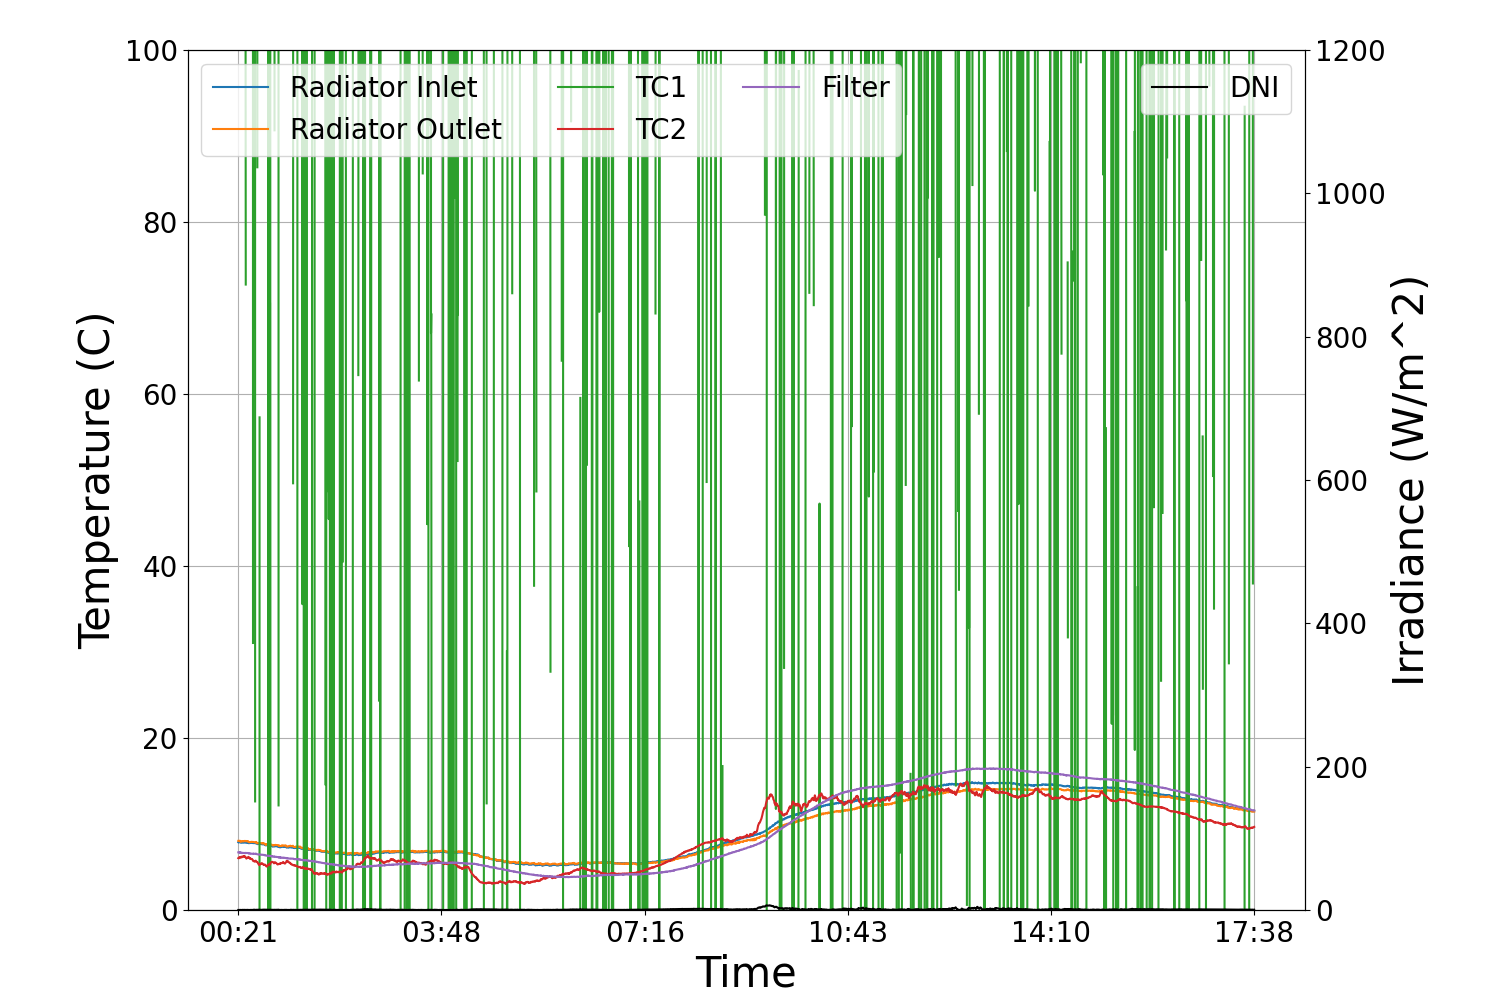 100
80
60
40
20
0
Temperature (C)
Radiator Inlet
Radiator Outlet
TC1
TC2
Filter
DNI
1200
1000
800
600
400
200
0
Irradiance (W/m^2)
00:21 03:48 07:16 10:43 14:10 17:38
Time